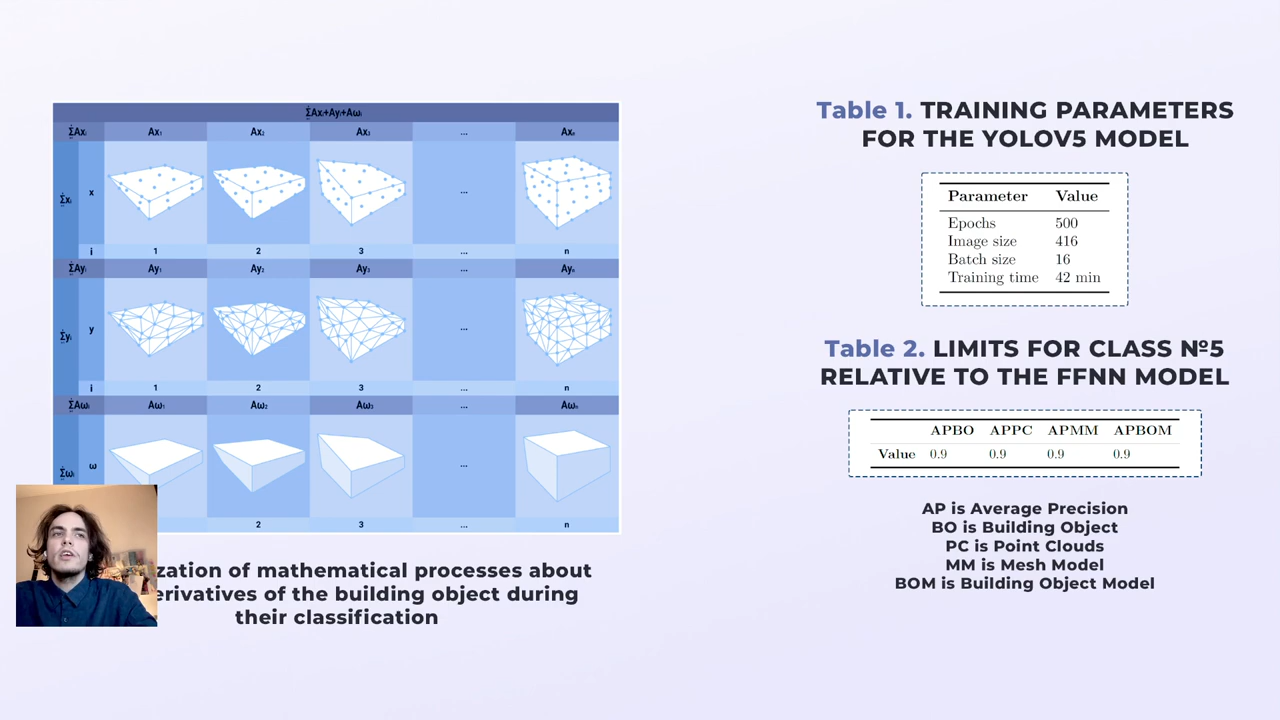 ΣAxᵢ+Ayᵢ+Aωᵢ
ΣAxᵢ Ax₁ Ax₂ Ax₃ ... Axₙ
Σxᵢ x ...
i 1 2 3 ... n
ΣAyᵢ Ay₁ Ay₂ Ay₃ ... Ayₙ
Σyᵢ y ...
i 1 2 3 ... n
ΣAωᵢ Aω₁ Aω₂ Aω₃ ... Aωₙ
Σωᵢ ω ...
2 3 ... n
of mathematical processes about
of the building object during
their classification
Table 1. TRAINING PARAMETERS
FOR THE YOLOV5 MODEL
Parameter Value
Epochs 500
Image size 416
Batch size 16
Training time 42 min
Table 2. LIMITS FOR CLASS №5
RELATIVE TO THE FFNN MODEL
APBO APPC APMM APBOM
Value 0.9 0.9 0.9 0.9
AP is Average Precision
BO is Building Object
PC is Point Clouds
MM is Mesh Model
BOM is Building Object Model